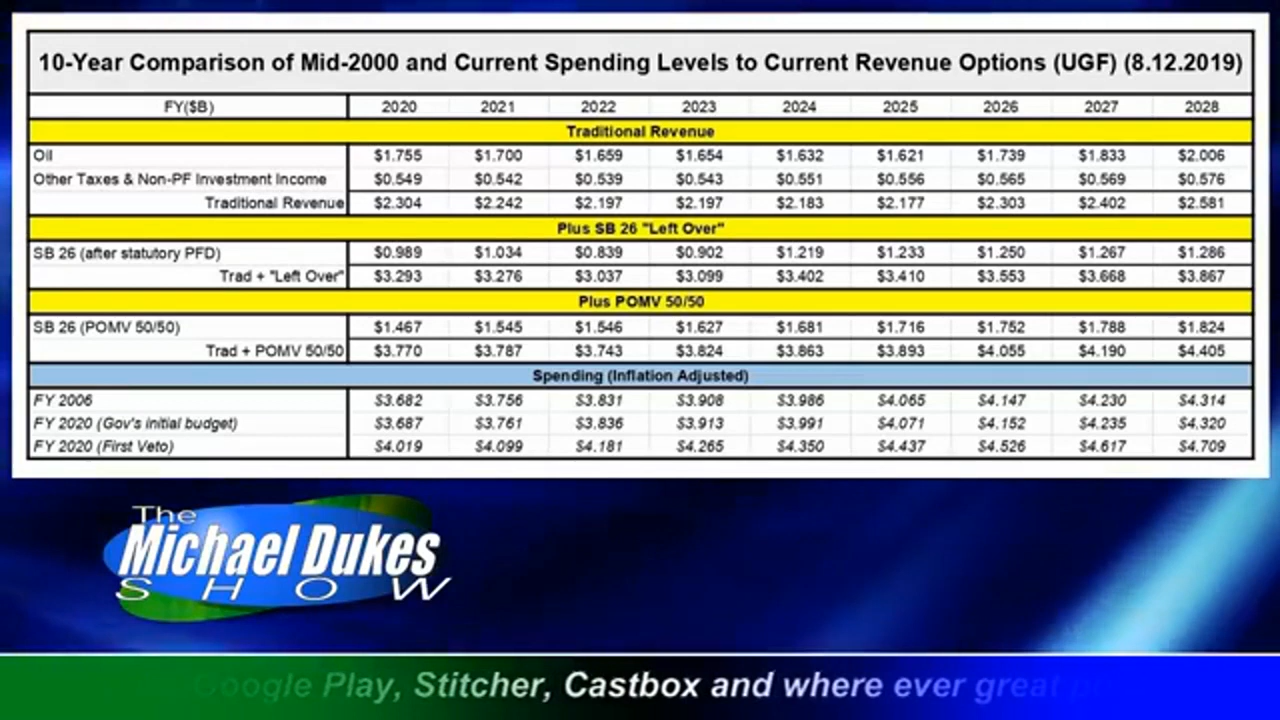 10-Year Comparison of Mid-2000 and Current Spending Levels to Current Revenue Options (UGF) (8.12.2019)
FY($B) 2020 2021 2022 2023 2024 2025 2026 2027 2028
Traditional Revenue
Oil $1.755 $1.700 $1.659 $1.654 $1.632 $1.621 $1.739 $1.833 $2.006
Other Taxes & Non-PF Investment Income $0.549 $0.542 $0.539 $0.543 $0.551 $0.556 $0.565 $0.569 $0.576
Traditional Revenue $2.304 $2.242 $2.197 $2.197 $2.183 $2.177 $2.303 $2.402 $2.581
Plus SB 26 "Left Over"
SB 26 (after statutory PFD) $0.989 $1.034 $0.839 $0.902 $1.219 $1.233 $1.250 $1.267 $1.286
Trad + "Left Over" $3.293 $3.276 $3.037 $3.099 $3.402 $3.410 $3.553 $3.668 $3.867
Plus POMV 50/50
SB 26 (POMV 50/50) $1.467 $1.545 $1.546 $1.627 $1.681 $1.716 $1.752 $1.788 $1.824
Trad + POMV 50/50 $3.770 $3.787 $3.743 $3.824 $3.863 $3.893 $4.055 $4.190 $4.405
Spending (Inflation Adjusted)
FY 2006 $3.682 $3.756 $3.831 $3.908 $3.986 $4.065 $4.147 $4.230 $4.314
FY 2020 (Gov's initial budget) $3.687 $3.761 $3.836 $3.913 $3.991 $4.071 $4.152 $4.235 $4.320
FY 2020 (First Veto) $4.019 $4.099 $4.181 $4.265 $4.350 $4.437 $4.526 $4.617 $4.709
The
Michael Dukes
SHOW
Google Play, Stitcher, Castbox and where ever great